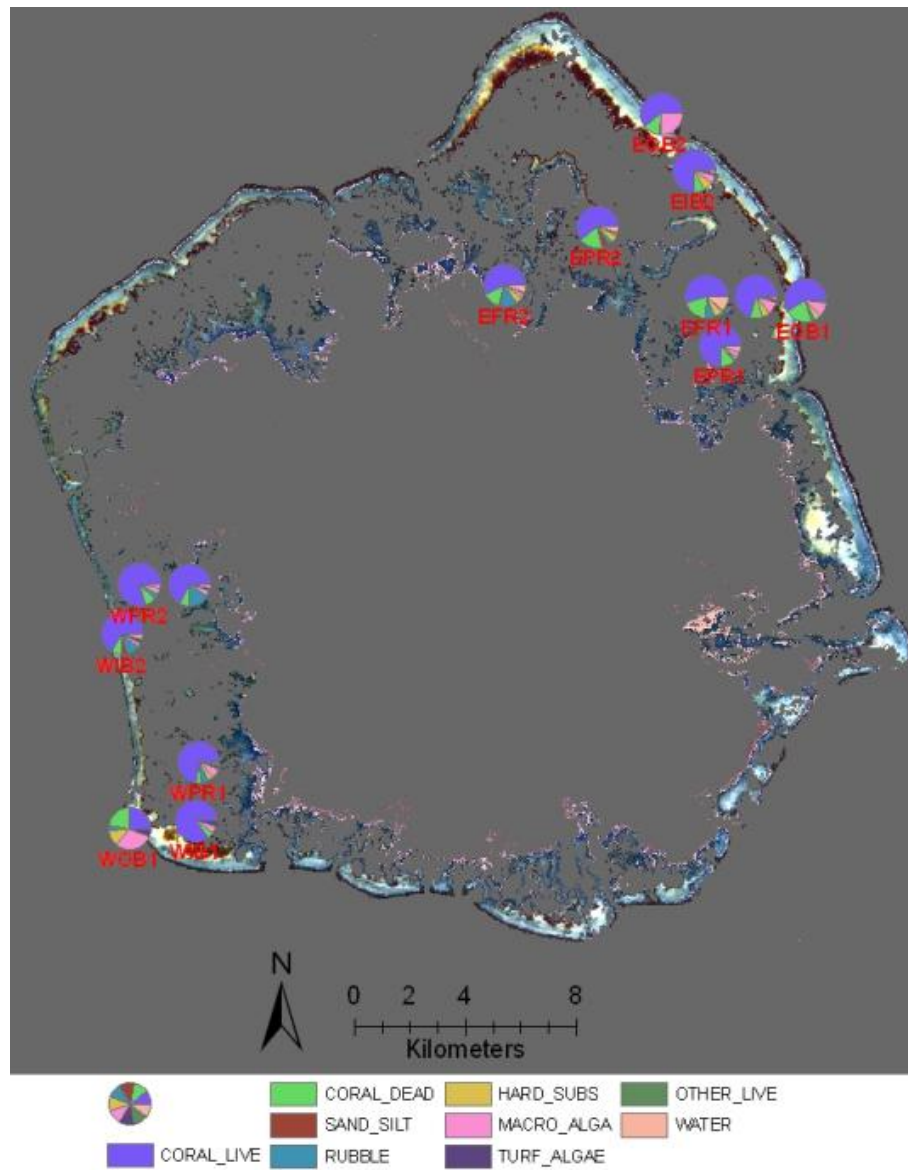 EOB2
EIB2
EPR2
EFR2
EFR1
EOB1
EPR1
WFR2
WIB2
WPR1
WOB1
WIB1
N
0 2 4 8
Kilometers
CORAL_DEAD HARD_SUBS OTHER_LIVE
SAND_SILT MACRO_ALGA WATER
CORAL_LIVE RUBBLE TURF_ALGAE